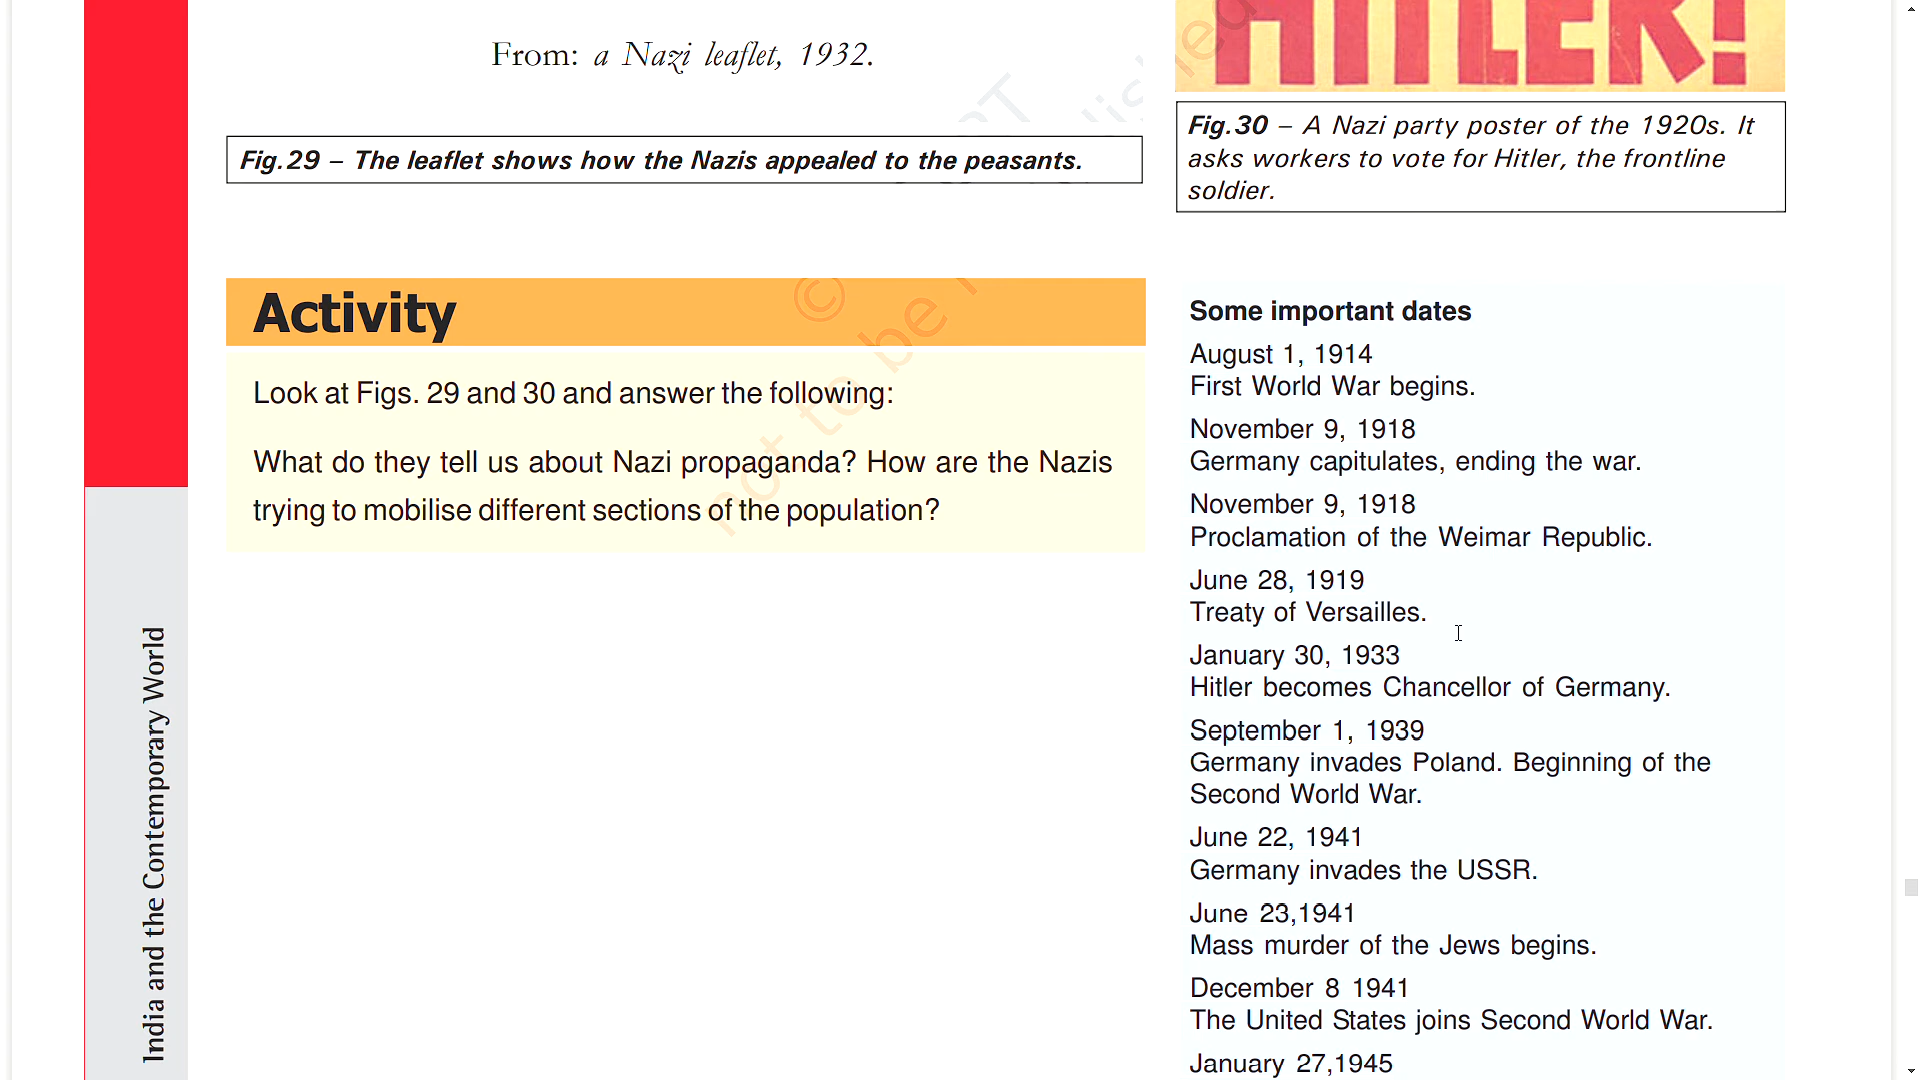 HITLER!
From: a Nazi leaflet, 1932.
Fig.29 – The leaflet shows how the Nazis appealed to the peasants.
Fig.30 – A Nazi party poster of the 1920s. It
asks workers to vote for Hitler, the frontline
soldier.
Activity
Look at Figs. 29 and 30 and answer the following:
What do they tell us about Nazi propaganda? How are the Nazis
trying to mobilise different sections of the population?
Some important dates
August 1, 1914
First World War begins.
November 9, 1918
Germany capitulates, ending the war.
November 9, 1918
Proclamation of the Weimar Republic.
June 28, 1919
Treaty of Versailles.
January 30, 1933
Hitler becomes Chancellor of Germany.
September 1, 1939
Germany invades Poland. Beginning of the
Second World War.
June 22, 1941
Germany invades the USSR.
June 23,1941
Mass murder of the Jews begins.
December 8 1941
The United States joins Second World War.
January 27,1945
India and the Contemporary World
©
not to be